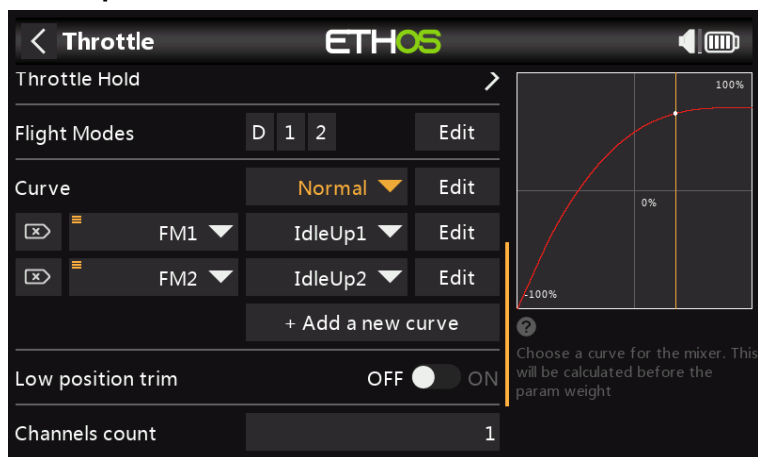 Throttle
ETHOS
Throttle Hold
100%
Flight Modes D 1 2 Edit
Curve Normal Edit
0%
FM1 IdleUp1 Edit
FM2 IdleUp2 Edit
-100%
+ Add a new curve
?
Choose a curve for the mixer. This
will be calculated before the
param weight
Low position trim OFF ON
Channels count 1